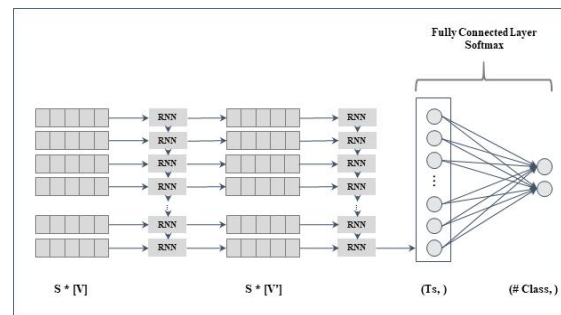 Fully Connected Layer
Softmax
RNN RNN
RNN RNN
RNN RNN
RNN RNN
RNN RNN
RNN RNN
S * [V] S * [V'] (Ts, ) (# Class, )